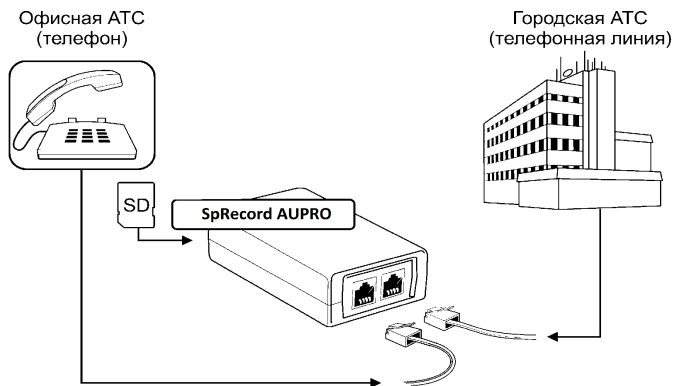 Офисная АТС
(телефон)
Городская АТС
(телефонная линия)
SD
SpRecord AUPRO